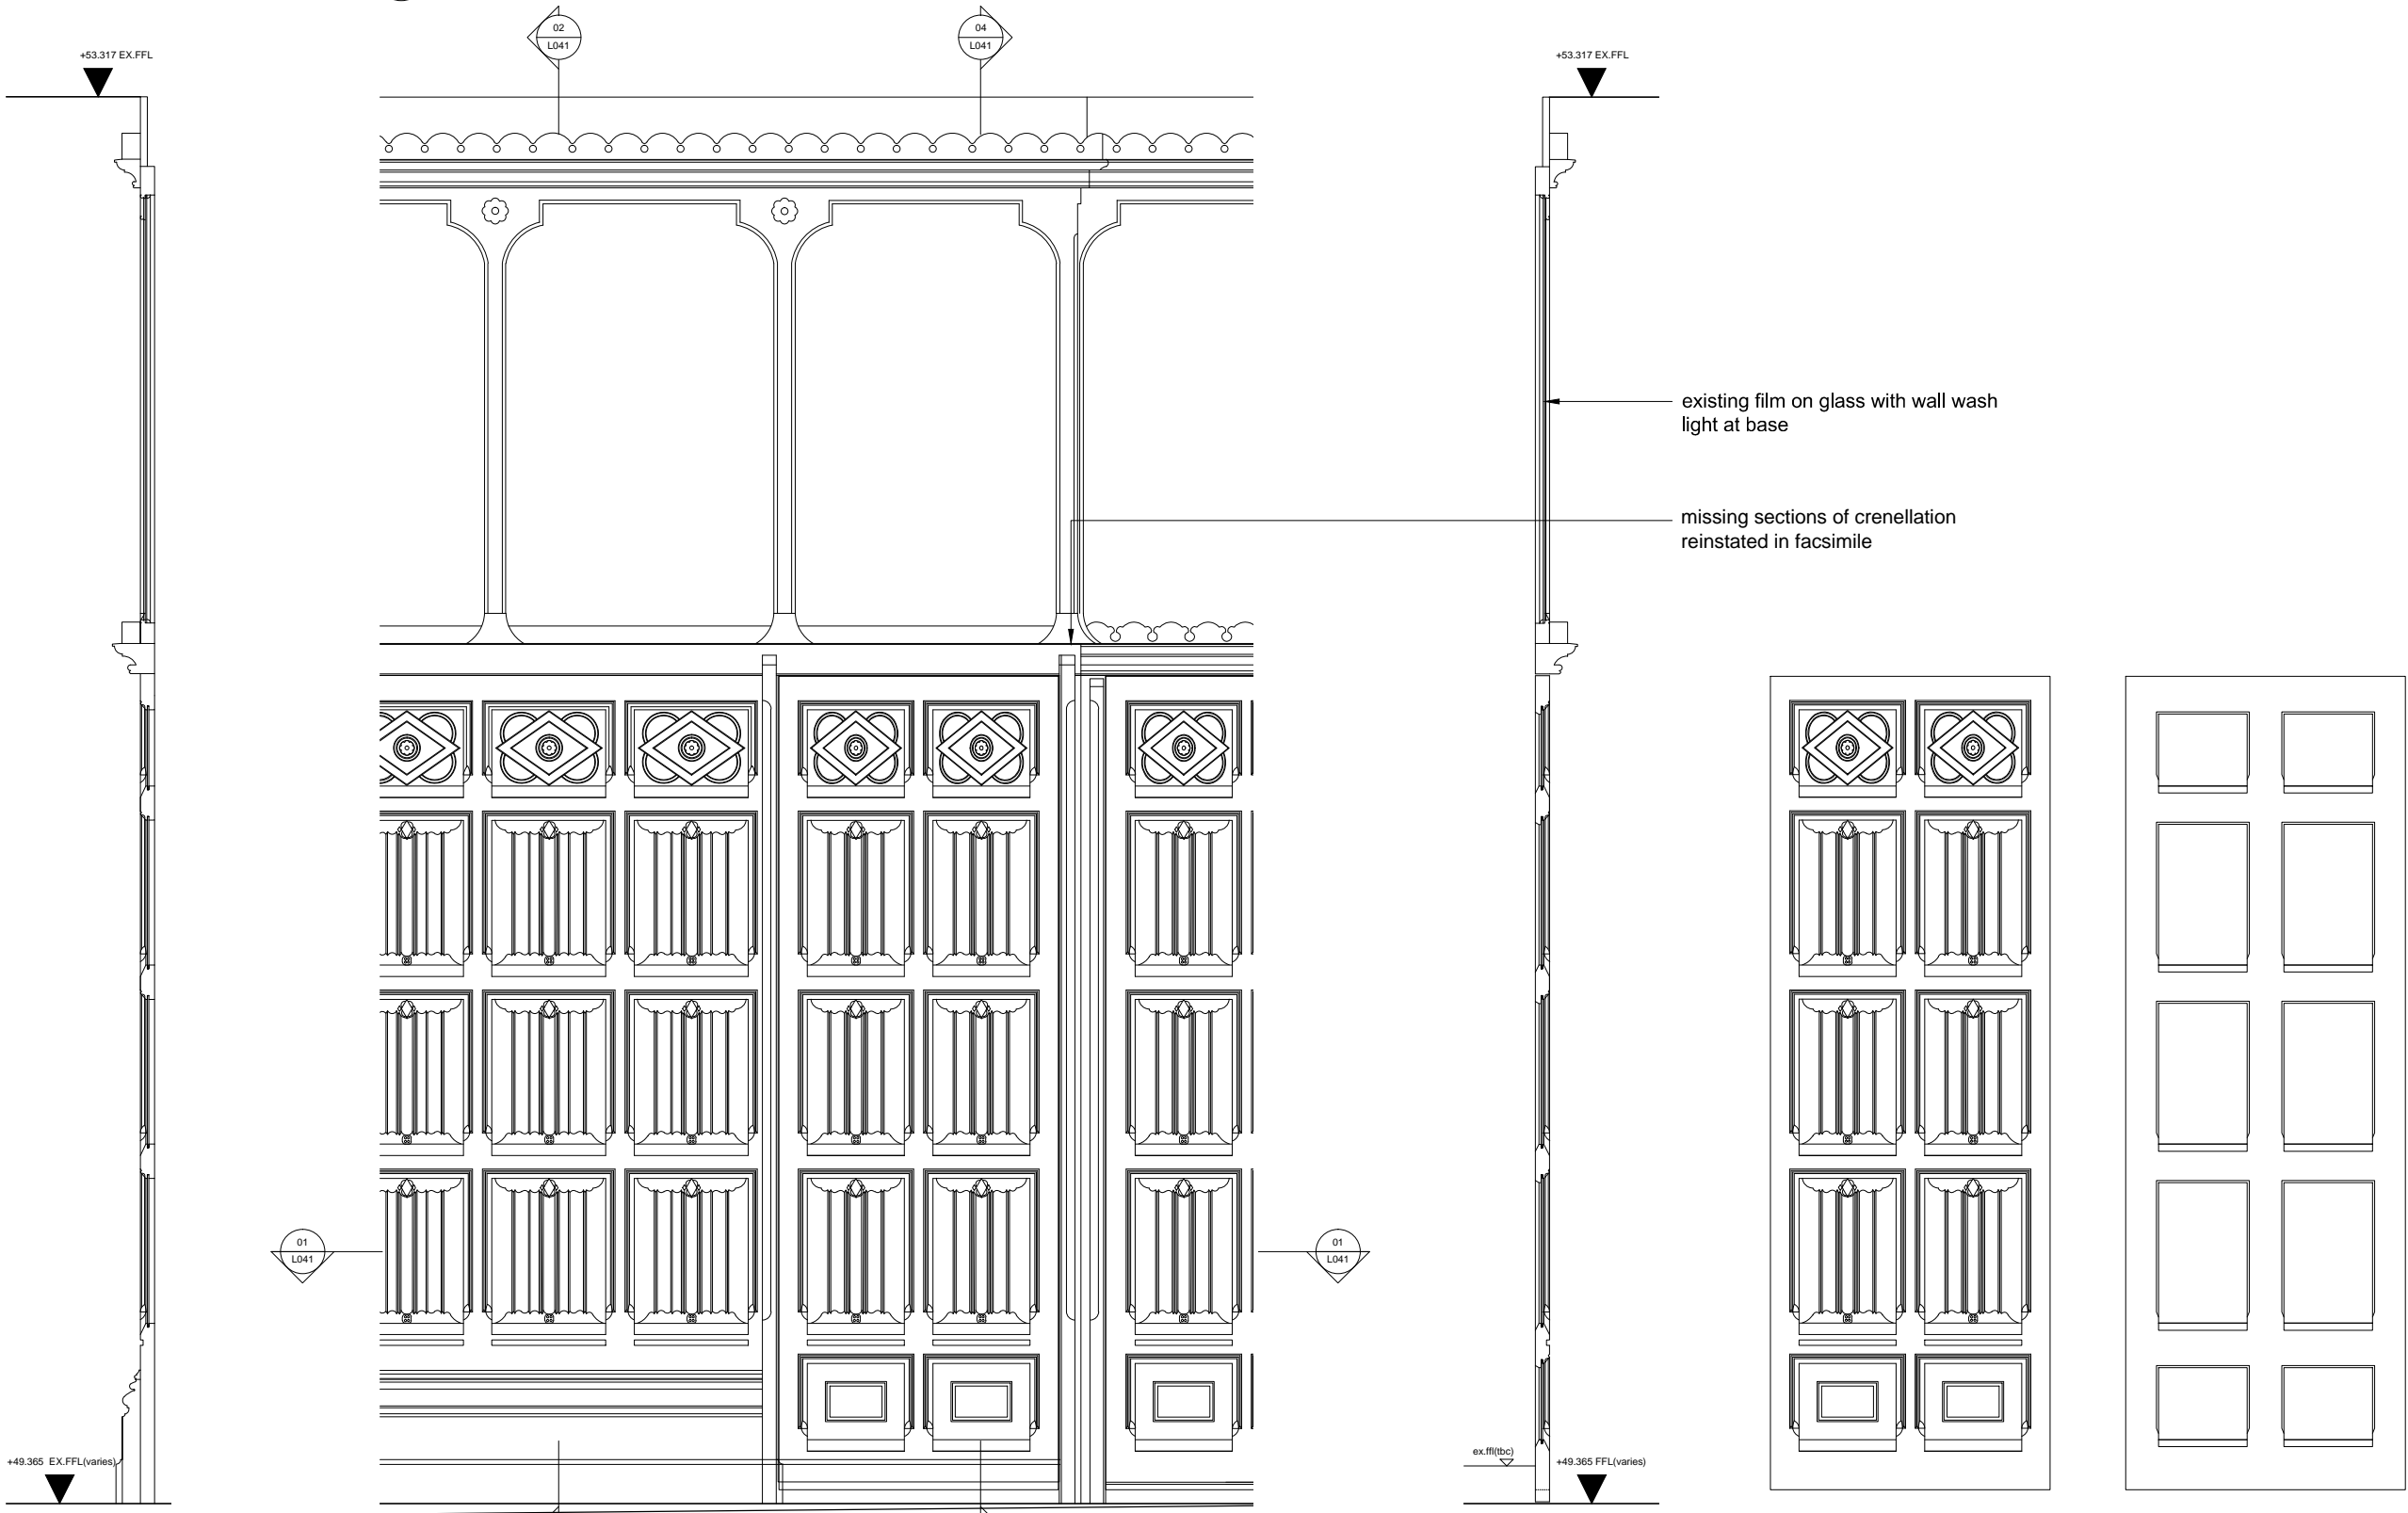 02
L041
04
L041
+53.317 EX.FFL
+53.317 EX.FFL
existing film on glass with wall wash
light at base
missing sections of crenellation
reinstated in facsimile
01
L041
01
L041
ex.ffl(tbc)
+49.365 EX.FFL(varies)
+49.365 FFL(varies)